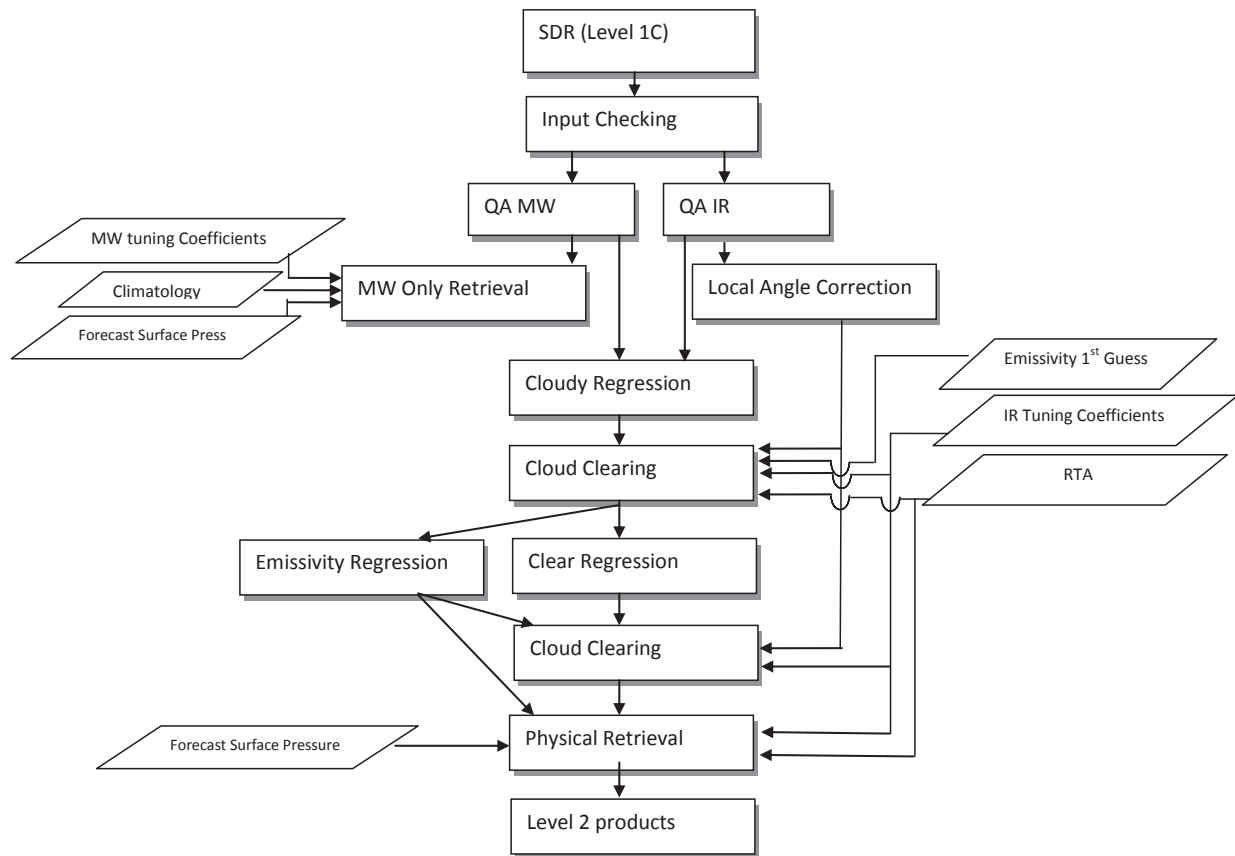 SDR (Level 1C)
Input Checking
QA MW
QA IR
MW tuning Coefficients
Climatology
Forecast Surface Press
MW Only Retrieval
Local Angle Correction
Cloudy Regression
Emissivity 1st Guess
IR Tuning Coefficients
RTA
Cloud Clearing
Emissivity Regression
Clear Regression
Cloud Clearing
Forecast Surface Pressure
Physical Retrieval
Level 2 products